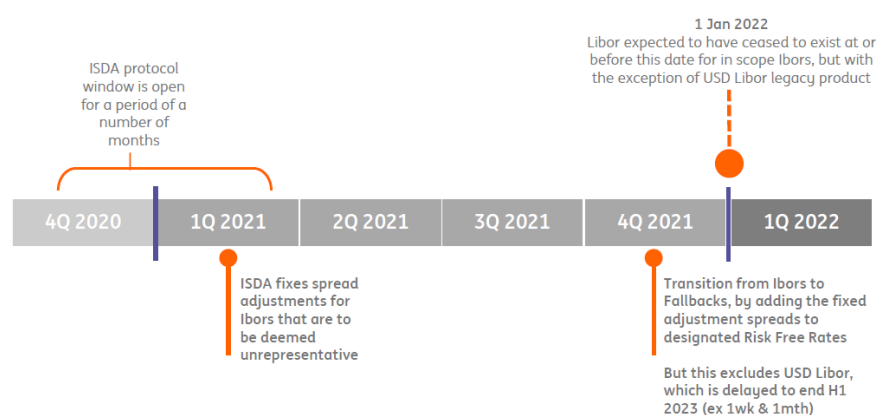 1 Jan 2022
Libor expected to have ceased to exist at or
before this date for in scope Ibors, but with
the exception of USD Libor legacy product
ISDA protocol
window is open
for a period of a
number of
months
4Q 2020
1Q 2021
2Q 2021
3Q 2021
4Q 2021
1Q 2022
ISDA fixes spread
adjustments for
Ibors that are to
be deemed
unrepresentative
Transition from Ibors to
Fallbacks, by adding the fixed
adjustment spreads to
designated Risk Free Rates
But this excludes USD Libor,
which is delayed to end H1
2023 (ex 1wk & 1mth)